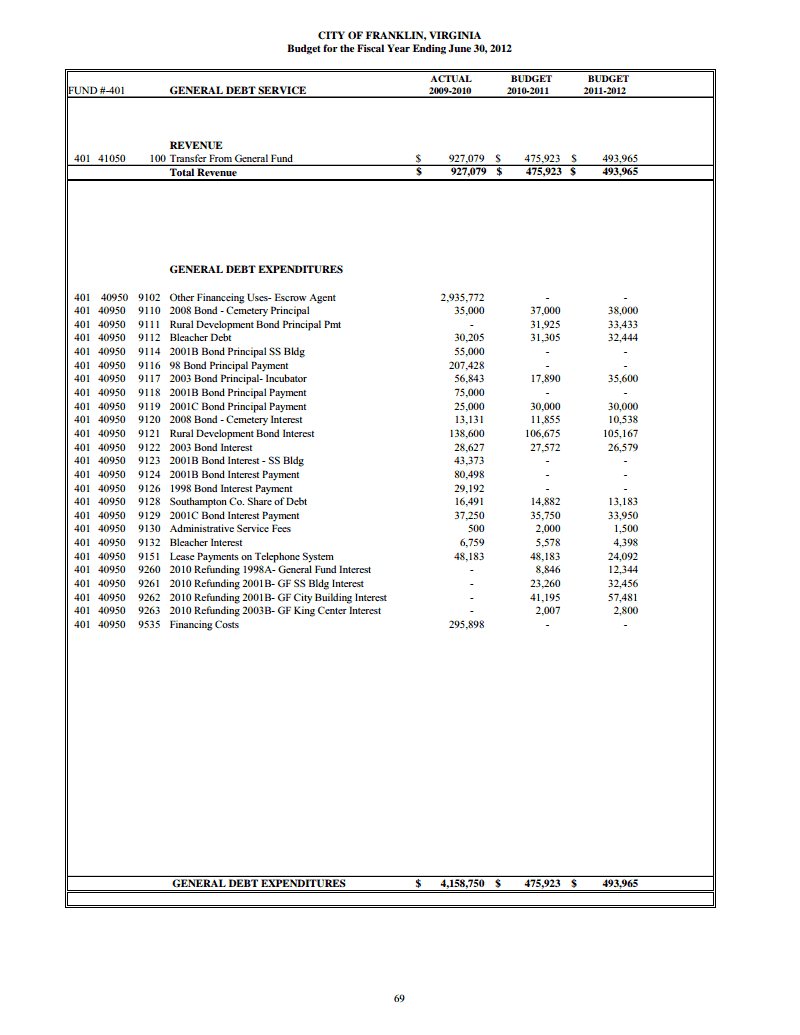 CITY OF FRANKLIN, VIRGINIA
Budget for the Fiscal Year Ending June 30, 2012
ACTUAL BUDGET BUDGET
FUND #-401 GENERAL DEBT SERVICE 2009-2010 2010-2011 2011-2012
REVENUE
401 41050 100 Transfer From General Fund $ 927,079 $ 475,923 $ 493,965
Total Revenue $ 927,079 $ 475,923 $ 493,965
GENERAL DEBT EXPENDITURES
401 40950 9102 Other Financeing Uses- Escrow Agent 2,935,772 - -
401 40950 9110 2008 Bond - Cemetery Principal 35,000 37,000 38,000
401 40950 9111 Rural Development Bond Principal Pmt - 31,925 33,433
401 40950 9112 Bleacher Debt 30,205 31,305 32,444
401 40950 9114 2001B Bond Principal SS Bldg 55,000 - -
401 40950 9116 98 Bond Principal Payment 207,428 - -
401 40950 9117 2003 Bond Principal- Incubator 56,843 17,890 35,600
401 40950 9118 2001B Bond Principal Payment 75,000 - -
401 40950 9119 2001C Bond Principal Payment 25,000 30,000 30,000
401 40950 9120 2008 Bond - Cemetery Interest 13,131 11,855 10,538
401 40950 9121 Rural Development Bond Interest 138,600 106,675 105,167
401 40950 9122 2003 Bond Interest 28,627 27,572 26,579
401 40950 9123 2001B Bond Interest - SS Bldg 43,373 - -
401 40950 9124 2001B Bond Interest Payment 80,498 - -
401 40950 9126 1998 Bond Interest Payment 29,192 - -
401 40950 9128 Southampton Co. Share of Debt 16,491 14,882 13,183
401 40950 9129 2001C Bond Interest Payment 37,250 35,750 33,950
401 40950 9130 Administrative Service Fees 500 2,000 1,500
401 40950 9132 Bleacher Interest 6,759 5,578 4,398
401 40950 9151 Lease Payments on Telephone System 48,183 48,183 24,092
401 40950 9260 2010 Refunding 1998A- General Fund Interest - 8,846 12,344
401 40950 9261 2010 Refunding 2001B- GF SS Bldg Interest - 23,260 32,456
401 40950 9262 2010 Refunding 2001B- GF City Building Interest - 41,195 57,481
401 40950 9263 2010 Refunding 2003B- GF King Center Interest - 2,007 2,800
401 40950 9535 Financing Costs 295,898 - -
GENERAL DEBT EXPENDITURES $ 4,158,750 $ 475,923 $ 493,965
69